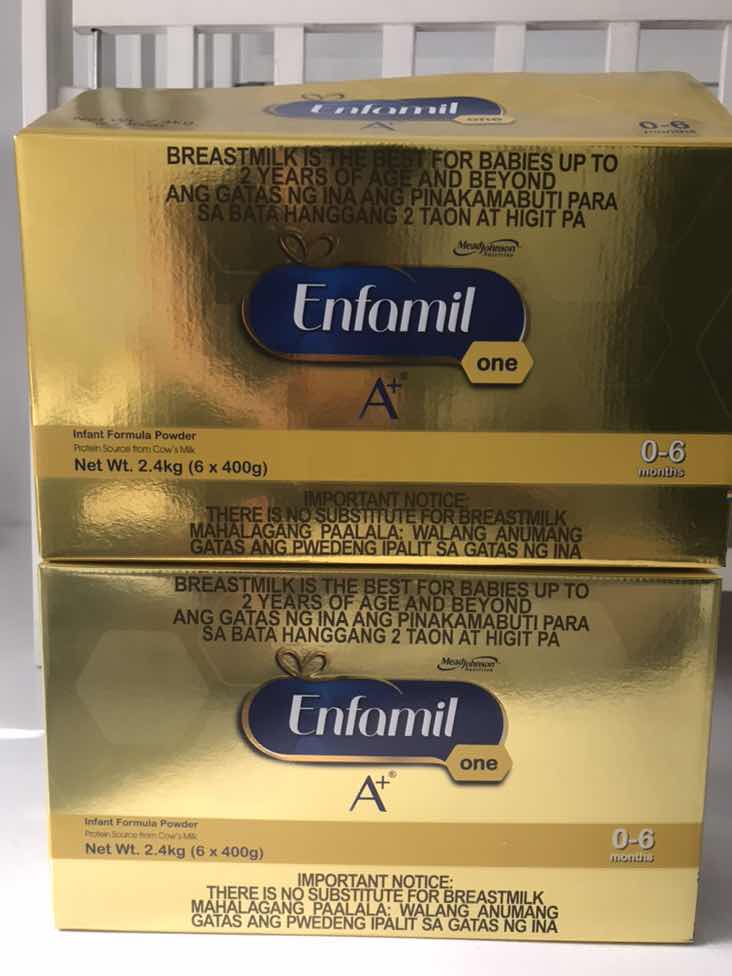 Enfamil
one
A
0-6
months
BREASTMILK IS THE BEST FOR BABIES UP TO
2 YEARS OF AGE AND BEYOND
ANG GATAS NG INA ANG PINAKAMABUTI PARA
SA BATA HANGGANG 2 TAON AT HIGIT PA
MeadJohnson
Nutrition
Enfamil
one
A+®
Infant Formula Powder
Protein Source from Cow's Milk
Net Wt. 2.4kg (6 x 400g)
0-6
months
IMPORTANT NOTICE:
THERE IS NO SUBSTITUTE FOR BREASTMILK
MAHALAGANG PAALALA: WALANG ANUMANG
GATAS ANG PWEDENG IPALIT SA GATAS NG INA
BREASTMILK IS THE BEST FOR BABIES UP TO
2 YEARS OF AGE AND BEYOND
ANG GATAS NG INA ANG PINAKAMABUTI PARA
SA BATA HANGGANG 2 TAON AT HIGIT PA
MeadJohnson
Nutrition
Enfamil
one
A+®
Infant Formula Powder
Protein Source from Cow's Milk
Net Wt. 2.4kg (6 x 400g)
0-6
months
IMPORTANT NOTICE:
THERE IS NO SUBSTITUTE FOR BREASTMILK
MAHALAGANG PAALALA: WALANG ANUMANG
GATAS ANG PWEDENG IPALIT SA GATAS NG INA